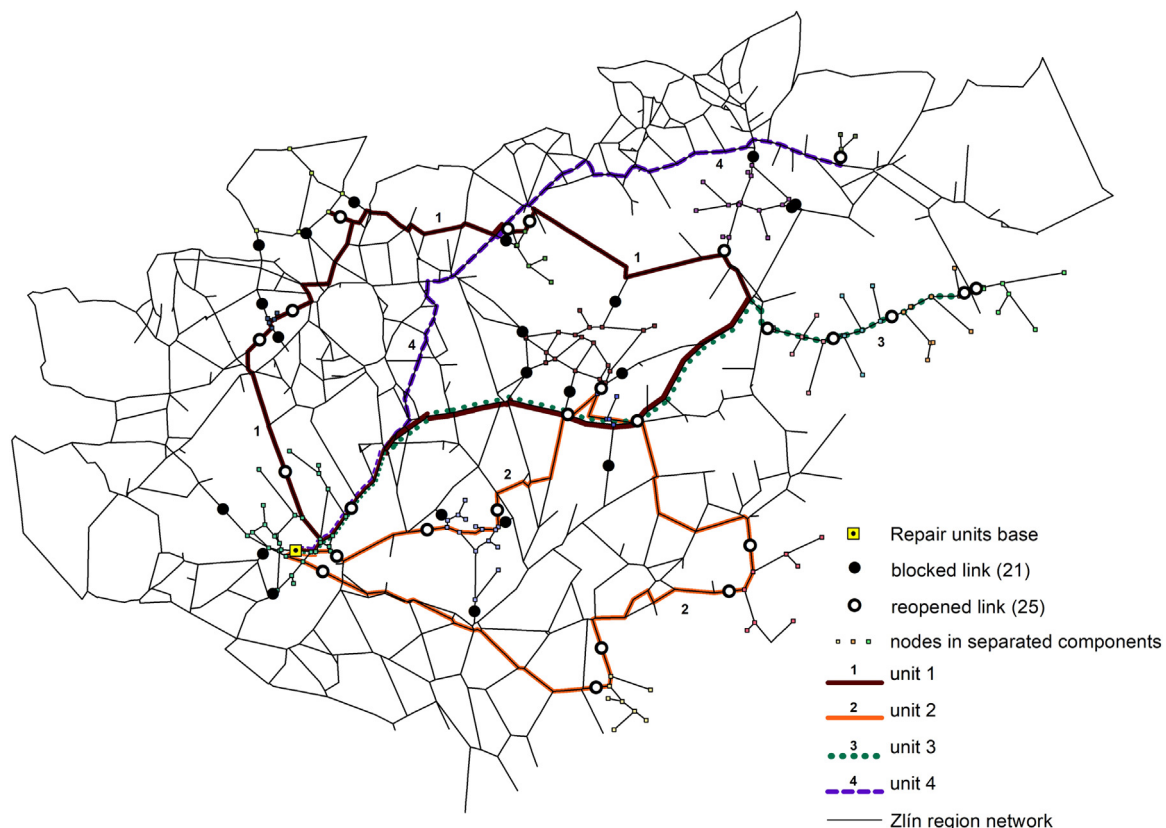 4
1
1
4
3
1
2
2
Repair units base
blocked link (21)
reopened link (25)
nodes in separated components
1 unit 1
2 unit 2
3 unit 3
4 unit 4
Zlín region network